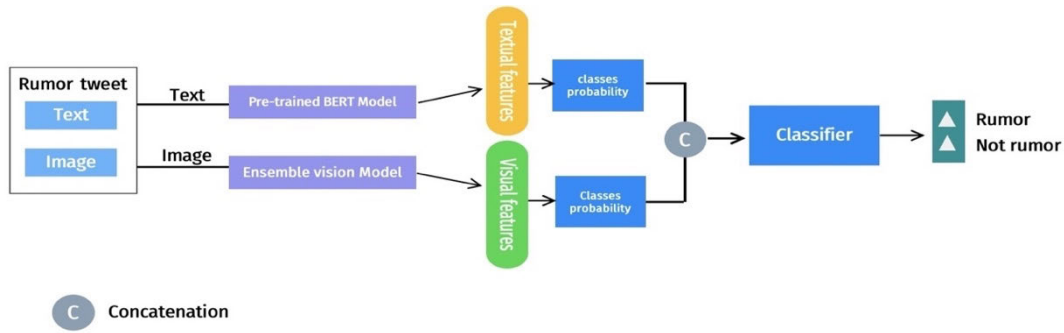 Rumor tweet
Text
Image
Text
Image
Pre-trained BERT Model
Ensemble vision Model
Textual features
Visual features
classes
probability
Classes
probability
C
Classifier
Rumor
Not rumor
C
Concatenation